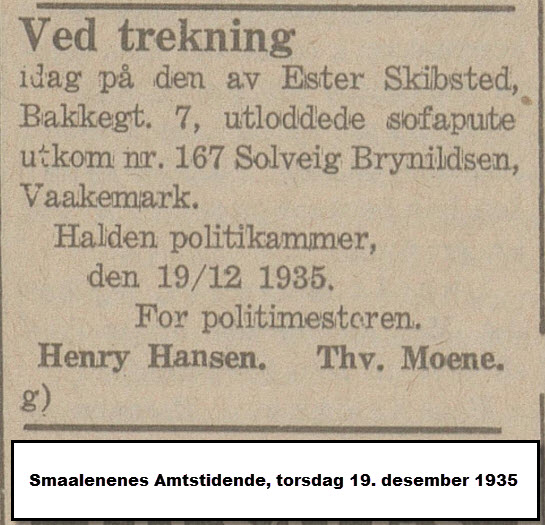 Ved trekning
idag på den av Ester Skibsted,
Bakkegt. 7, utloddede sofapute
utkom nr. 167 Solveig Brynildsen,
Vaakemark.
Halden politikammer,
den 19/12 1935.
For politimesteren.
Henry Hansen. Thv. Moene.
g)
Smaalenenes Amtstidende, torsdag 19. desember 1935